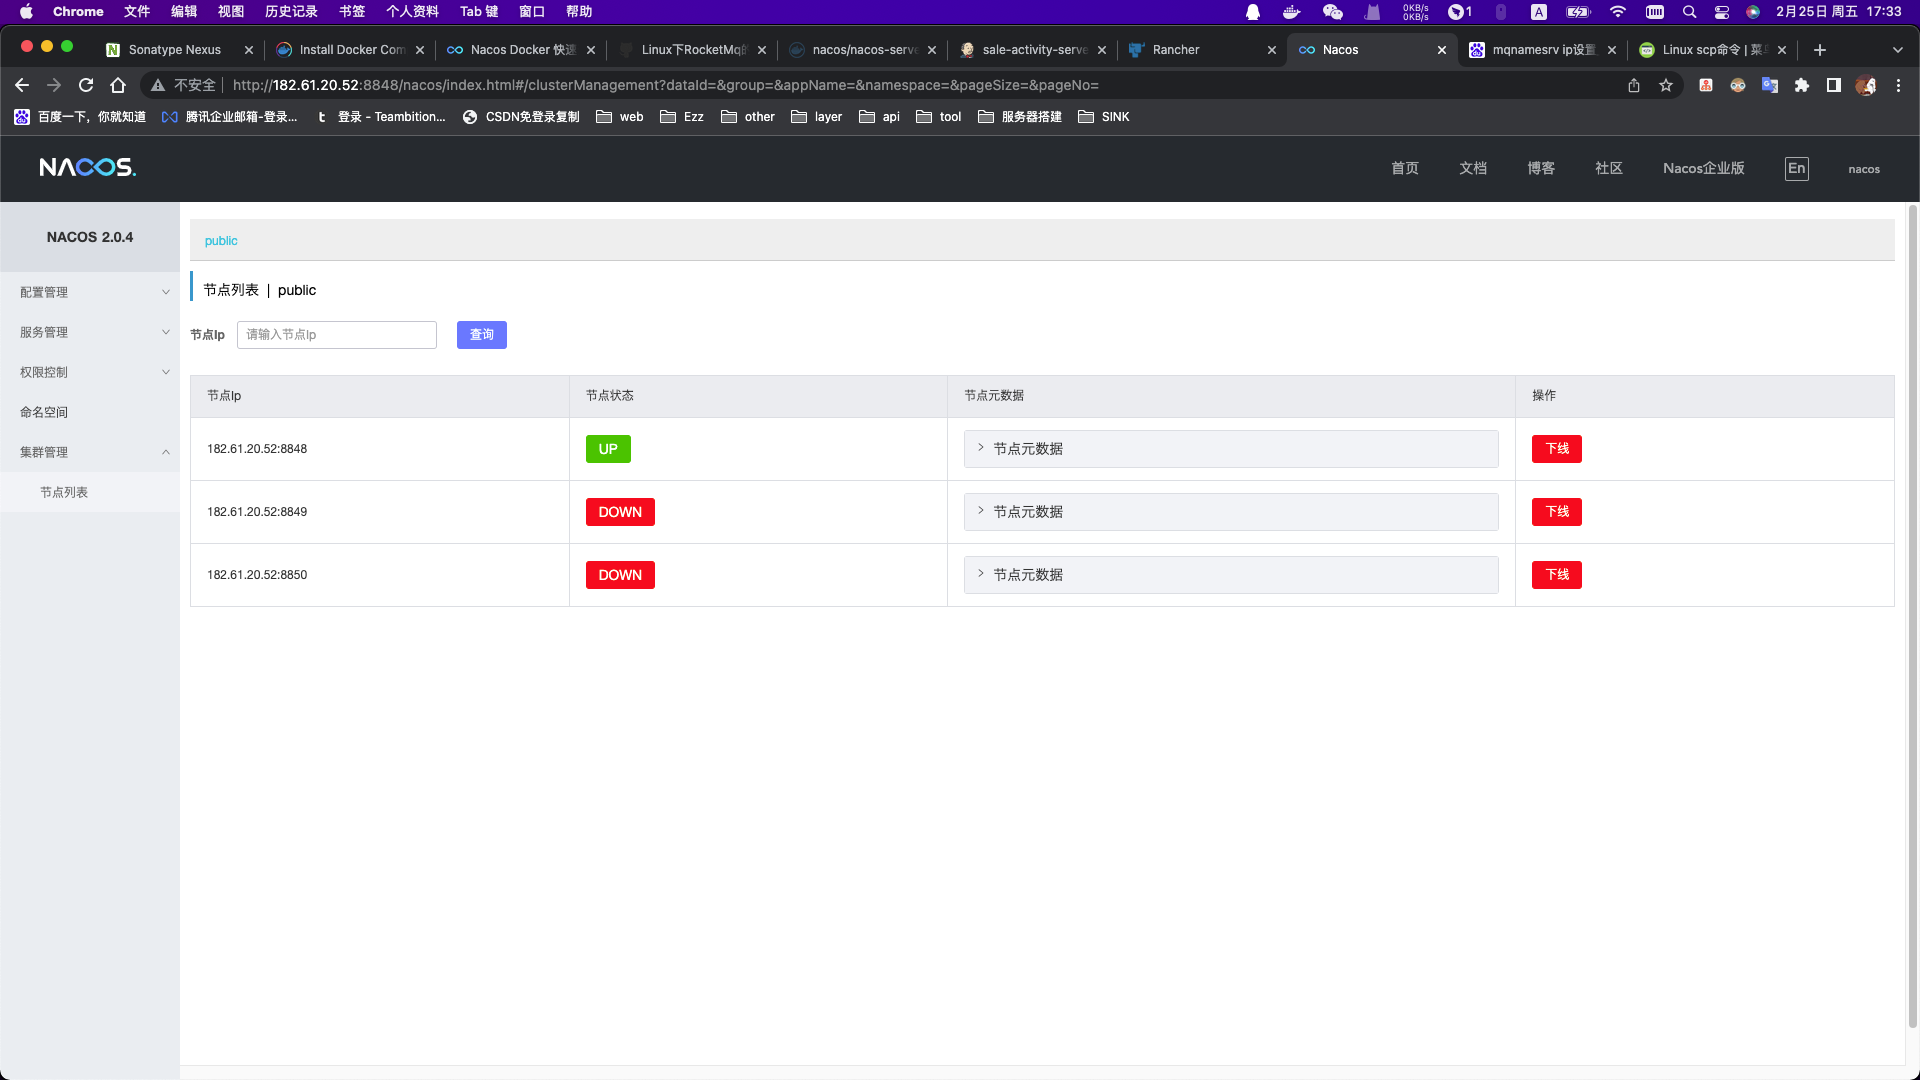 Chrome 文件 编辑 视图 历史记录 书签 个人资料 Tab 键 窗口 帮助 0KB/s 0KB/s 1 A 2月25日 周五 17:33
Sonatype Nexus Install Docker Com Nacos Docker 快速 Linux下RocketMq的 nacos/nacos-serve sale-activity-serve Rancher Nacos mqnamesrv ip设置 Linux scp命令 | 菜鸟
不安全 http://182.61.20.52:8848/nacos/index.html#/clusterManagement?dataId=&group=&appName=&namespace=&pageSize=&pageNo=
百度一下，你就知道 腾讯企业邮箱-登录... 登录 - Teambition... CSDN免登录复制 web Ezz other layer api tool 服务器搭建 SINK
NACOS. 首页 文档 博客 社区 Nacos企业版 En nacos
NACOS 2.0.4
配置管理
服务管理
权限控制
命名空间
集群管理
节点列表
public
节点列表 | public
节点Ip 请输入节点Ip 查询
节点Ip 节点状态 节点元数据 操作
182.61.20.52:8848 UP 节点元数据 下线
182.61.20.52:8849 DOWN 节点元数据 下线
182.61.20.52:8850 DOWN 节点元数据 下线